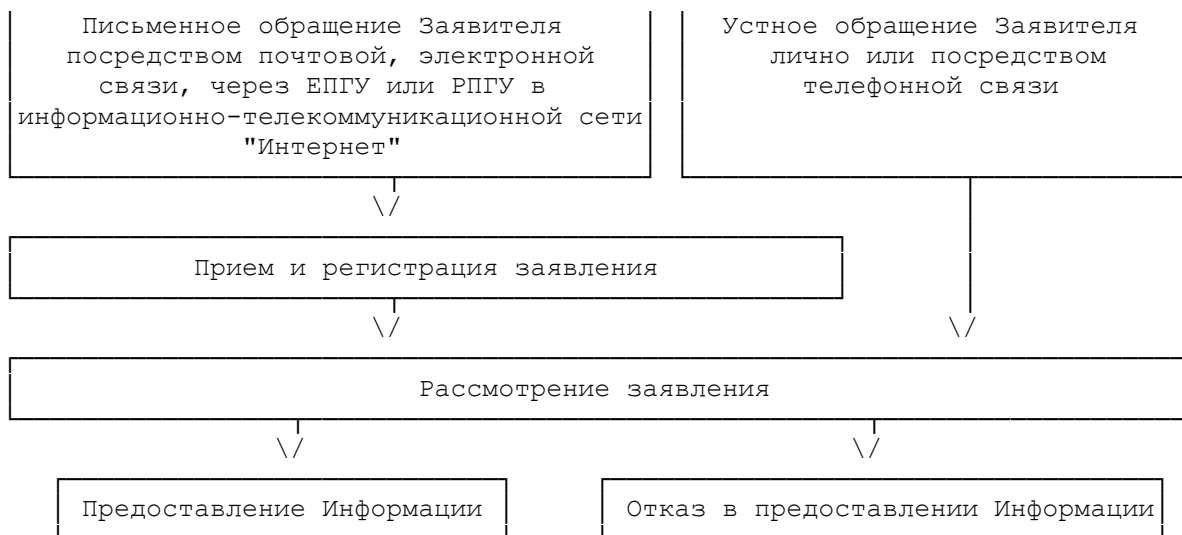 Письменное обращение Заявителя
посредством почтовой, электронной
связи, через ЕПГУ или РПГУ в
информационно-телекоммуникационной сети
"Интернет"
Устное обращение Заявителя
лично или посредством
телефонной связи
Прием и регистрация заявления
Рассмотрение заявления
Предоставление Информации
Отказ в предоставлении Информации